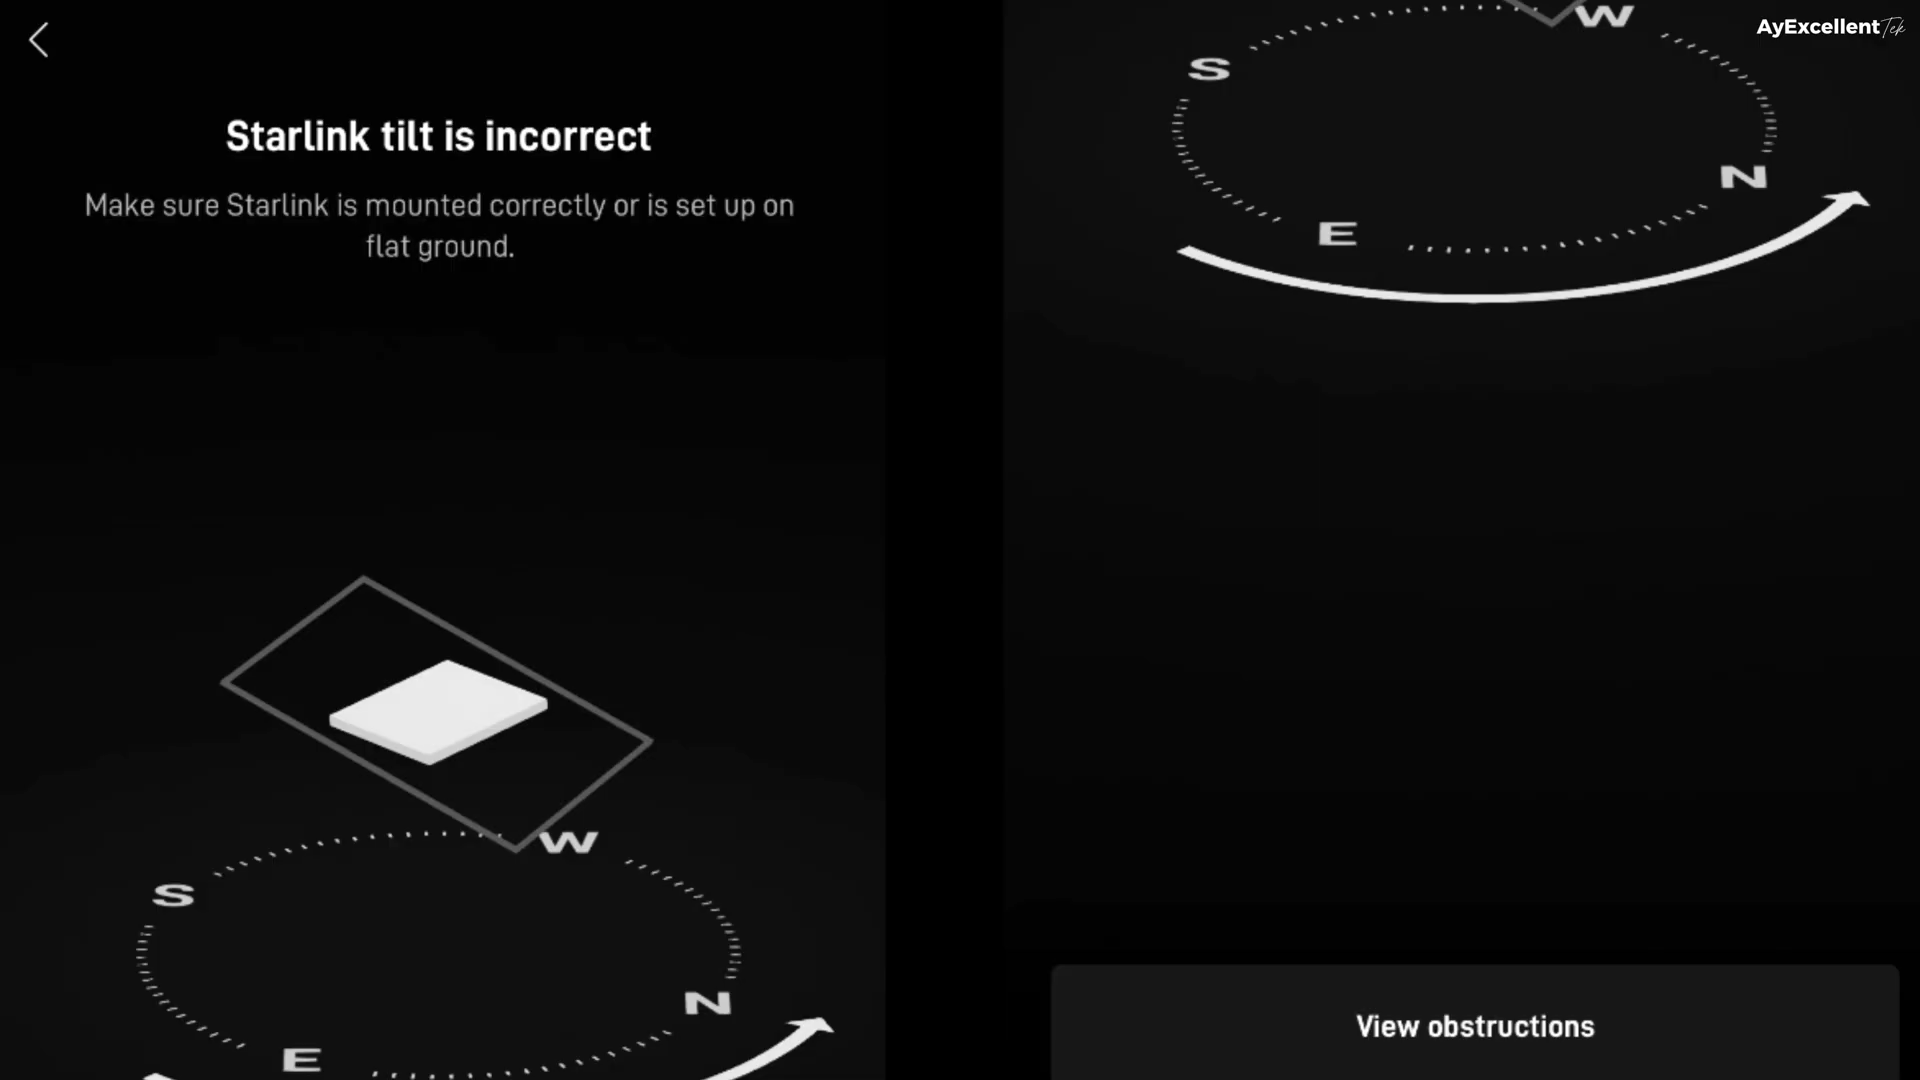 Starlink tilt is incorrect
Make sure Starlink is mounted correctly or is set up on
flat ground.
W
S
N
E
AyExcellentTek
W
S
N
E
View obstructions